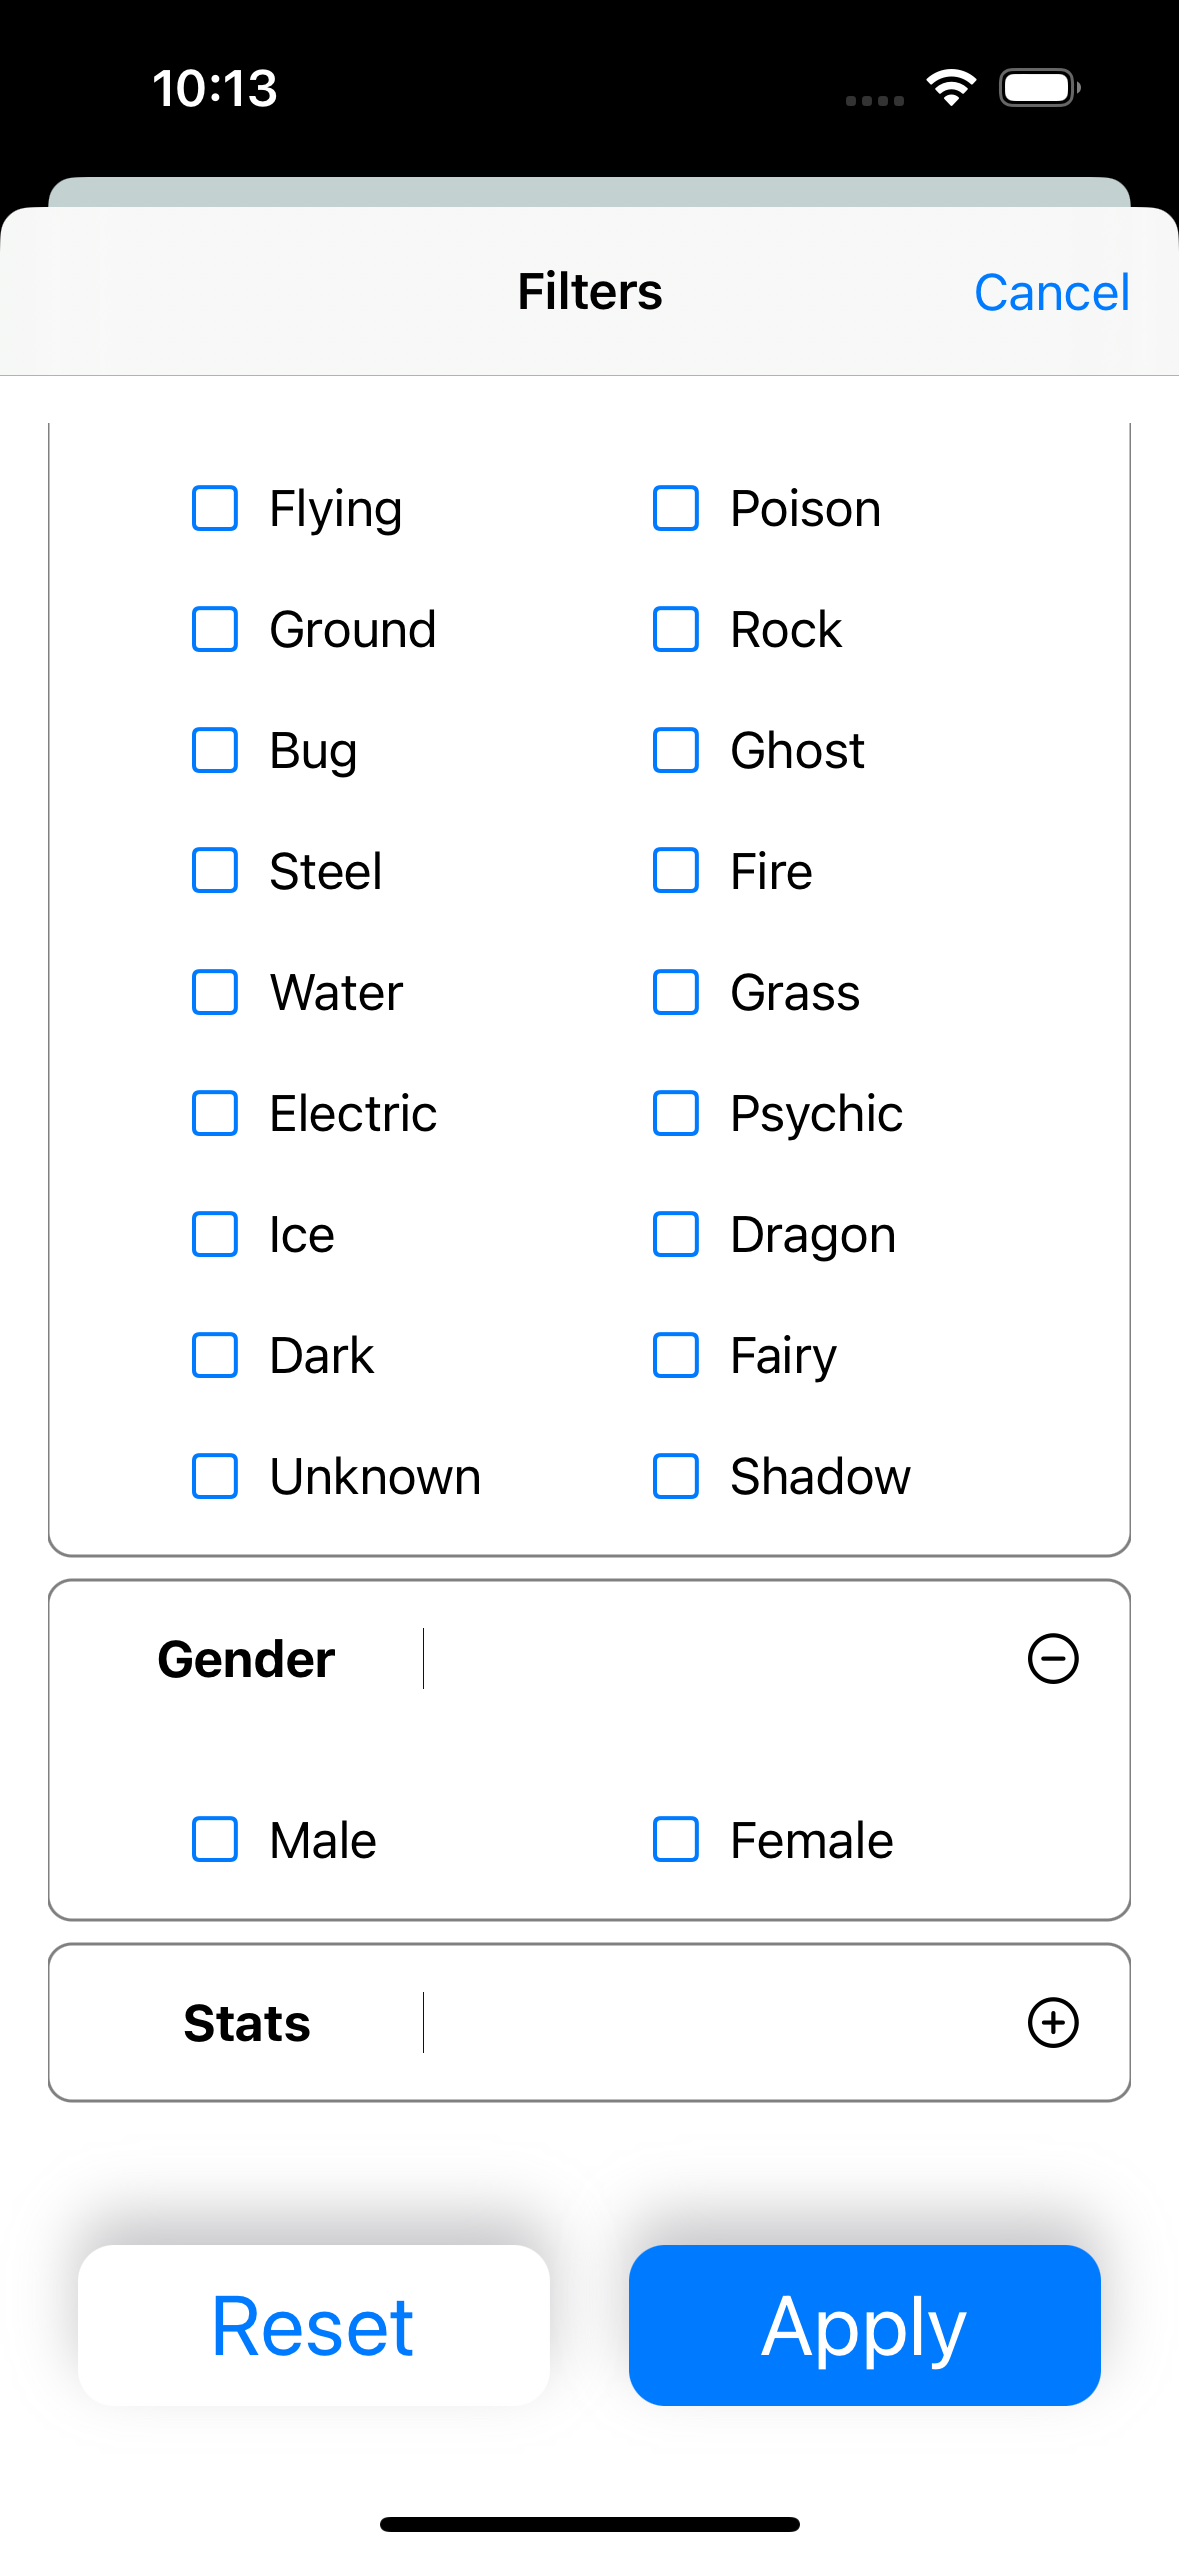 10:13
Filters
Cancel
Flying
Poison
Ground
Rock
Bug
Ghost
Steel
Fire
Water
Grass
Electric
Psychic
Ice
Dragon
Dark
Fairy
Unknown
Shadow
Gender
Male
Female
Stats
Reset
Apply